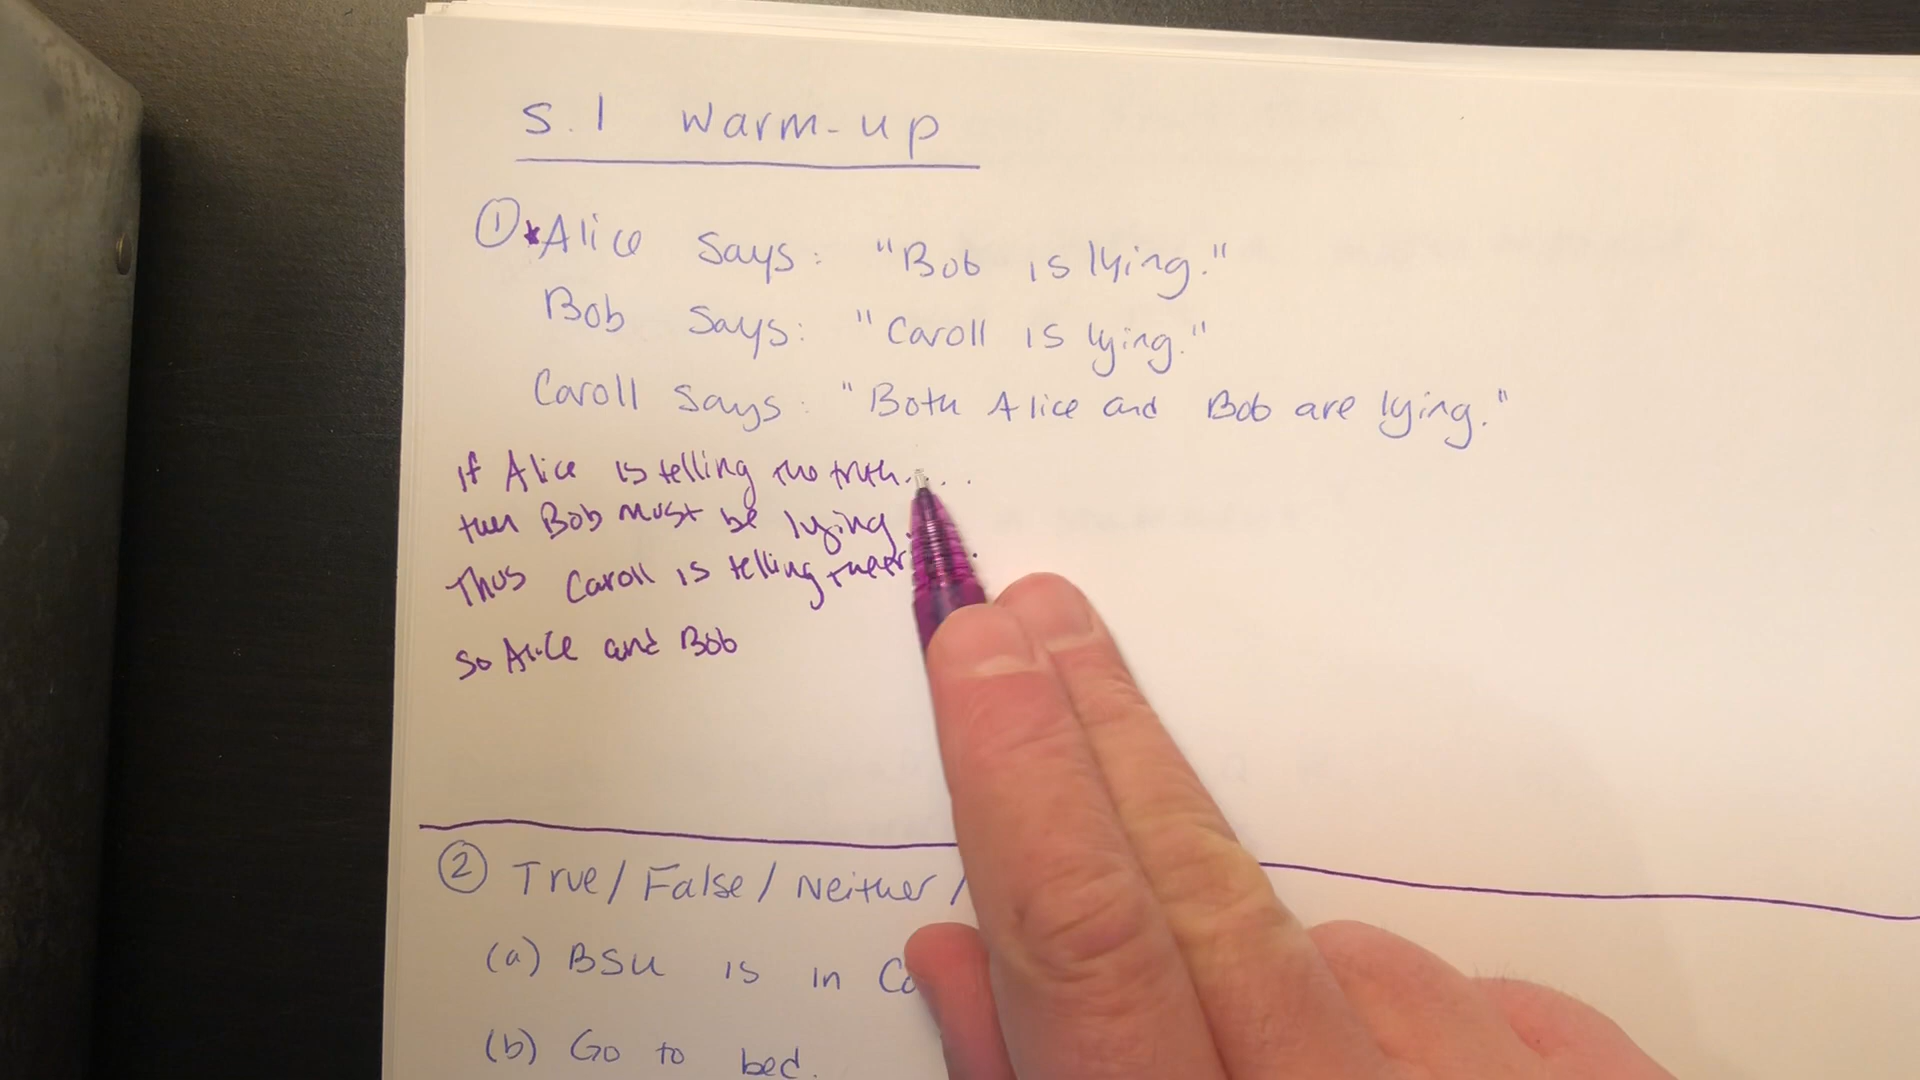 5.1 Warm-up
① *Alice says: "Bob is lying."
Bob says: "Caroll is lying."
Caroll says: "Both Alice and Bob are lying."
If Alice is telling the truth....
then Bob must be lying.
Thus Caroll is telling
so Alice and Bob
② True / False / Neither /
(a) BSU is in
(b) Go to bed.